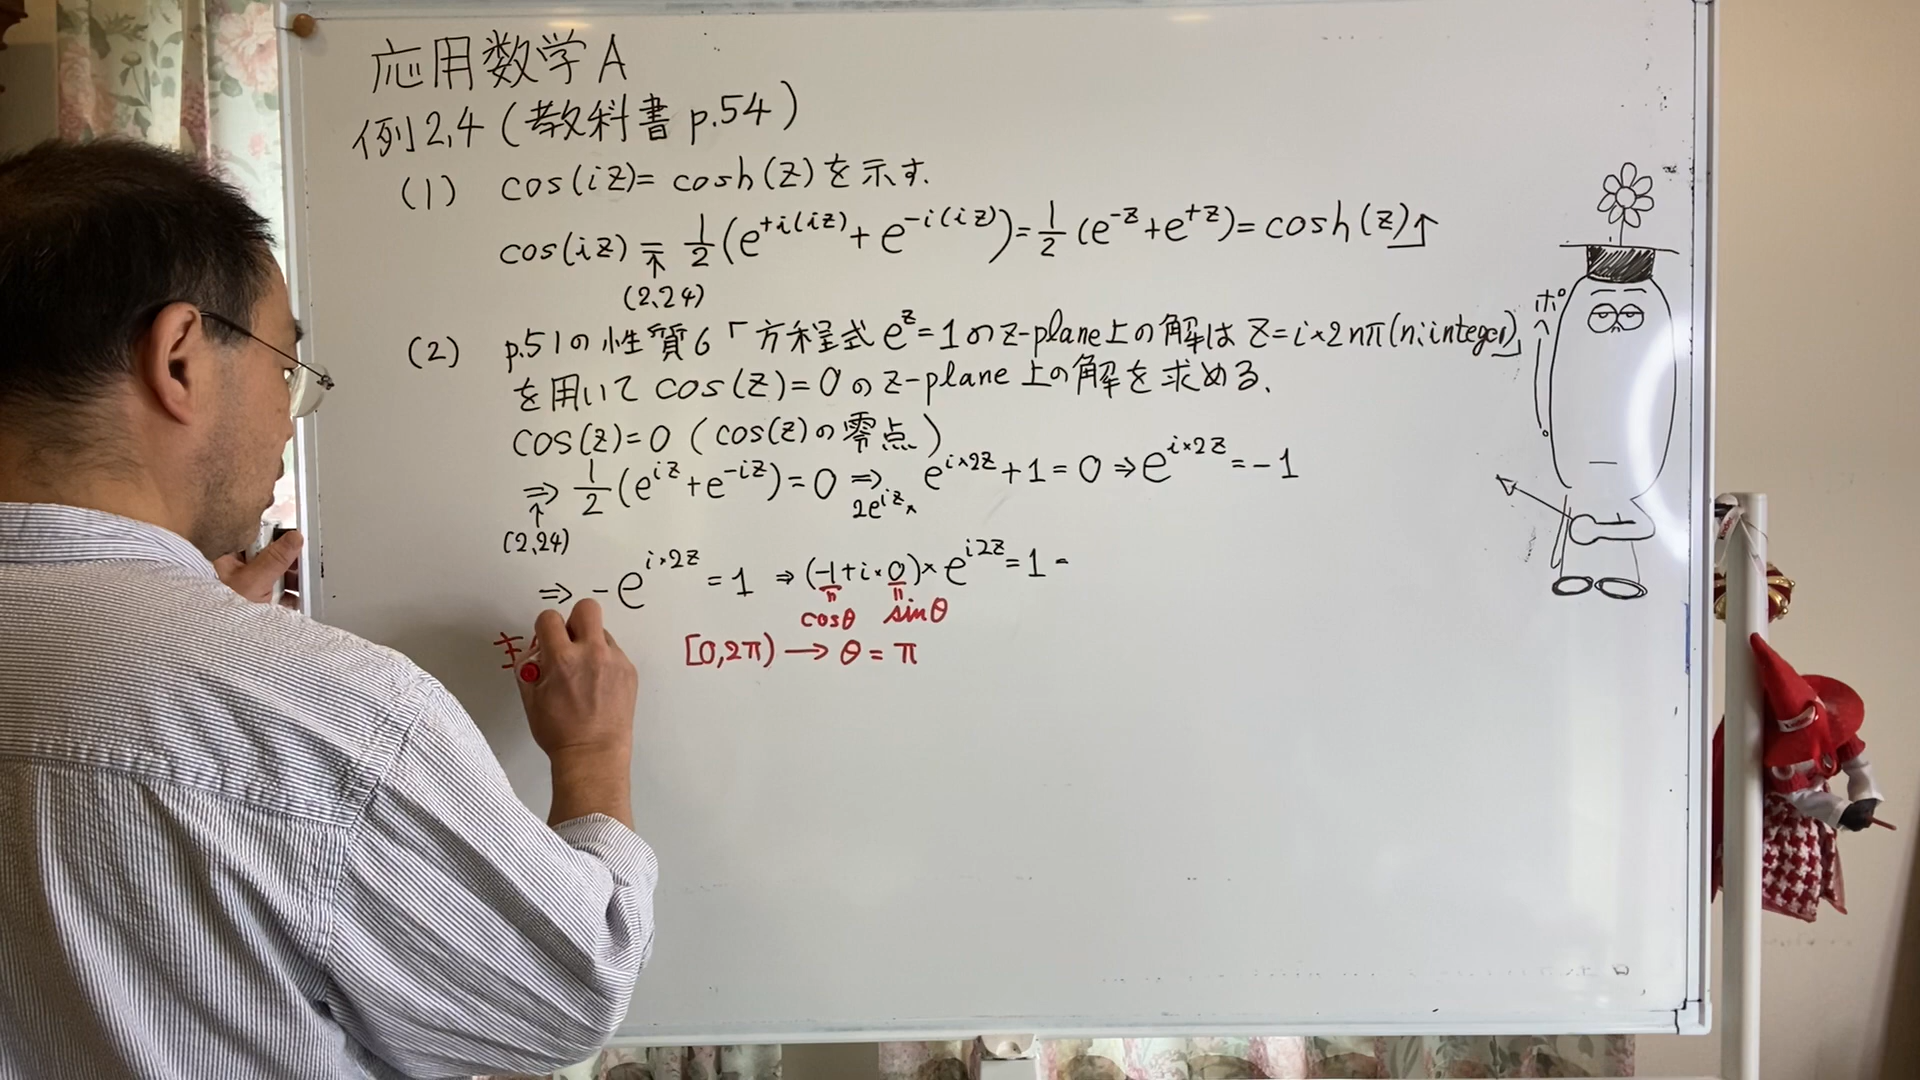 応用数学A
例2,4 (教科書 p.54)
(1) cos(iz)= cosh(z)を示す.
cos(iz) = 1/2 (e^{+i(iz)} + e^{-i(iz)}) = 1/2 (e^{-z} + e^{+z}) = cosh(z)
↑
(2,24)
(2) p.51の性質6「方程式 e^z = 1のz-plane上の解は z = i×2nπ(n:integer)」
を用いて cos(z)=0のz-plane上の解を求める.
cos(z)=0 (cos(z)の零点)
⇒ 1/2 (e^{iz} + e^{-iz}) = 0 ⇒ e^{i×2z} + 1 = 0 ⇒ e^{i×2z} = -1
↑ 2e^{iz}×
(2,24)
⇒ -e^{i×2z} = 1 ⇒ (-1+i×0)× e^{i2z} = 1 -
cosθ sinθ
主 [0,2π) → θ = π
ポ